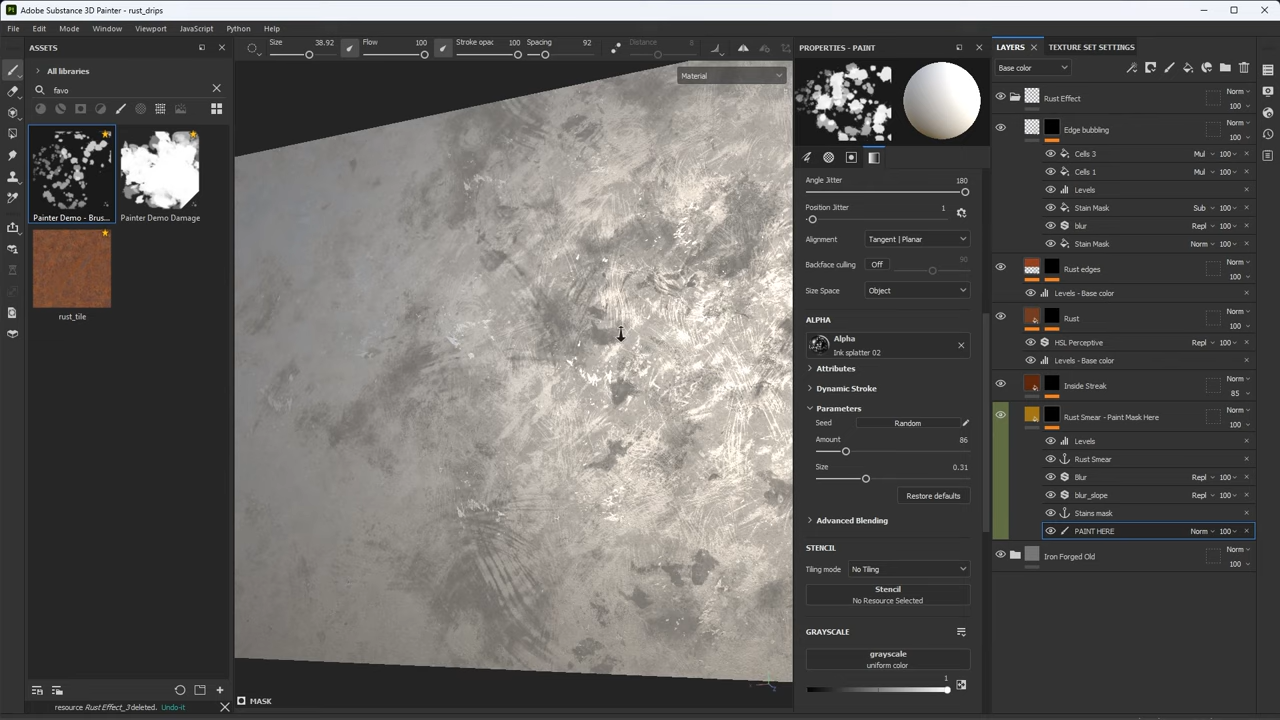 Adobe Substance 3D Painter - rust_drips
File Edit Mode Window Viewport JavaScript Python Help
ASSETS
Size 38.92 Flow 100 Stroke opac 100 Spacing 92 Distance 8
All libraries
favo
Painter Demo - Brus... Painter Demo Damage
rust_tile
resource Rust Effect_3 deleted. Undo-it
Material
MASK
PROPERTIES - PAINT
Angle Jitter 180
Position Jitter 1
Alignment Tangent | Planar
Backface culling Off 90
Size Space Object
ALPHA
Alpha
Ink splatter 02
Attributes
Dynamic Stroke
Parameters
Seed Random
Amount 86
Size 0.31
Restore defaults
Advanced Blending
STENCIL
Tiling mode No Tiling
Stencil
No Resource Selected
GRAYSCALE
grayscale
uniform color
1
LAYERS TEXTURE SET SETTINGS
Base color
Rust Effect Norm 100
Edge bubbling Norm 100
Cells 3 Mul 100
Cells 1 Mul 100
Levels
Stain Mask Sub 100
blur Repl 100
Stain Mask Norm 100
Rust edges Norm 100
Levels - Base color
Rust Norm 100
HSL Perceptive Repl 100
Levels - Base color
Inside Streak Norm 85
Rust Smear - Paint Mask Here Norm 100
Levels
Rust Smear
Blur Repl 100
blur_slope Repl 100
Stains mask
PAINT HERE Norm 100
Iron Forged Old Norm 100